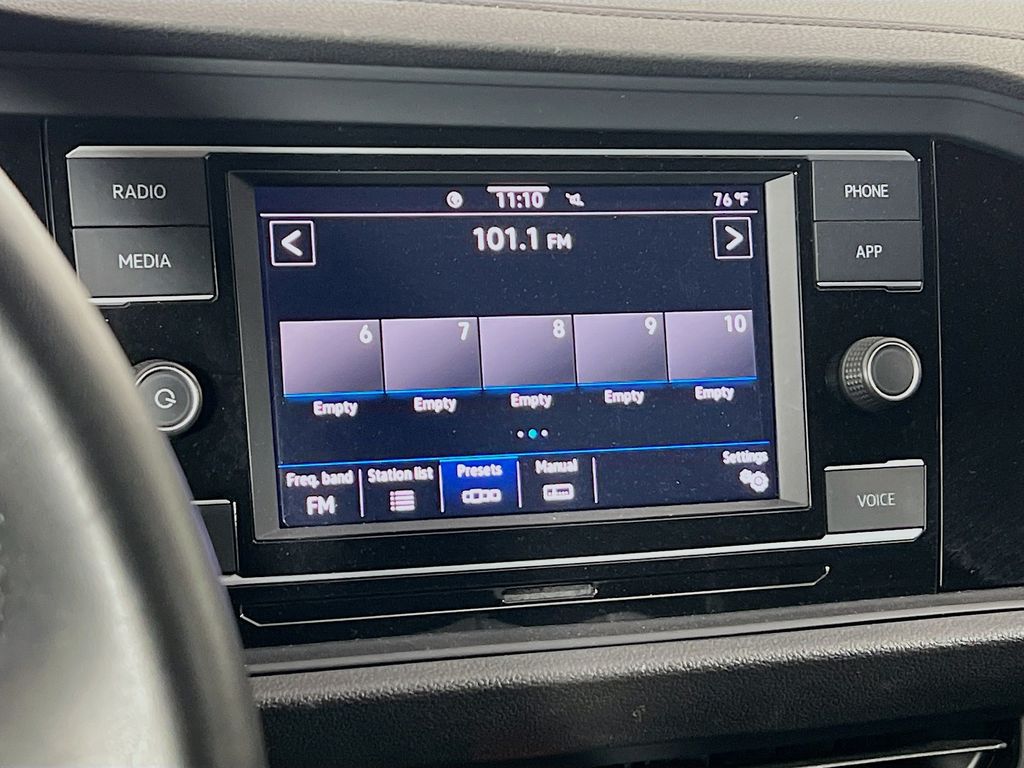 RADIO
MEDIA
11:10
76°F
<
101.1 FM
>
6
7
8
9
10
Empty
Empty
Empty
Empty
Empty
Freq. band
FM
Station list
Presets
Manual
Settings
PHONE
APP
VOICE